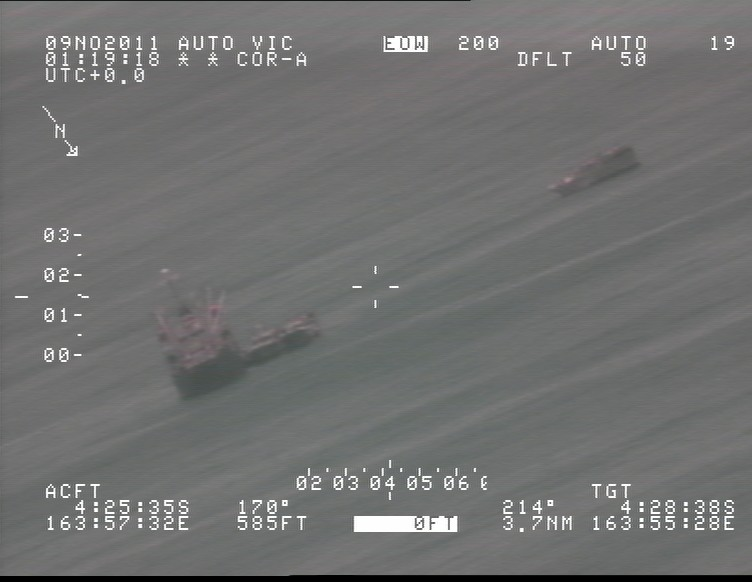 09NO2011 AUTO VIC EOW 200 AUTO 19
01:19:18 * * COR-A DFLT 50
UTC+0.0
N
03-
02-
01-
00-
02 03 04 05 06
ACFT TGT
4:25:35S 170° 214° 4:28:38S
163:57:32E 585FT 0FT 3.7NM 163:55:28E